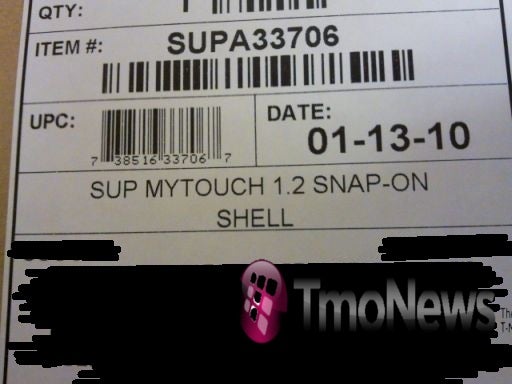 QTY:
ITEM #: SUPA33706
UPC: DATE:
7 38516 33706 7 01-13-10
SUP MYTOUCH 1.2 SNAP-ON
SHELL
TmoNews